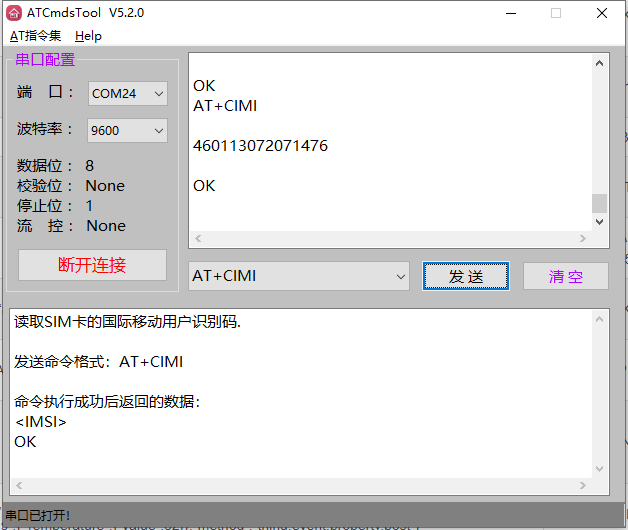 ATCmdsTool V5.2.0
AT指令集 Help
串口配置
端 口： COM24
波特率： 9600
数据位： 8
校验位： None
停止位： 1
流 控： None
断开连接
OK
AT+CIMI
460113072071476
OK
AT+CIMI
发 送
清 空
读取SIM卡的国际移动用户识别码.
发送命令格式：AT+CIMI
命令执行成功后返回的数据：
<IMSI>
OK
串口已打开!